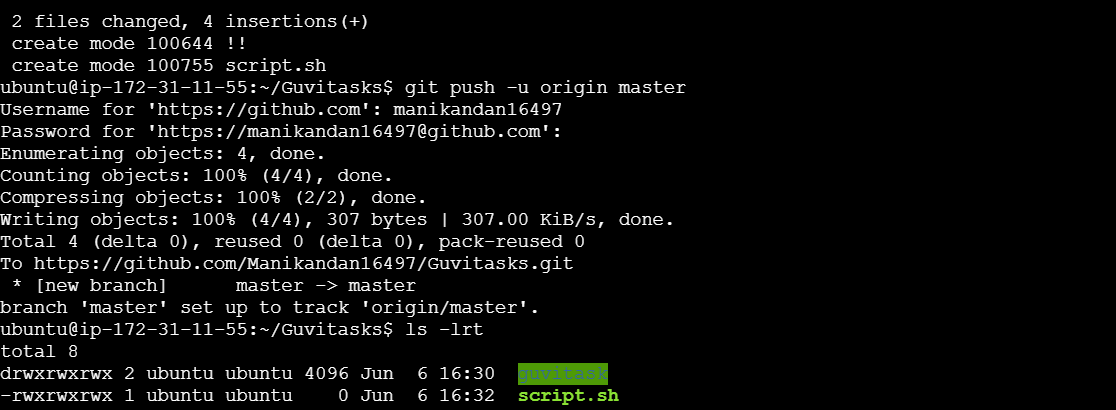 2 files changed, 4 insertions(+)
create mode 100644 !!
create mode 100755 script.sh
ubuntu@ip-172-31-11-55:~/Guvitasks$ git push -u origin master
Username for 'https://github.com': manikandan16497
Password for 'https://manikandan16497@github.com':
Enumerating objects: 4, done.
Counting objects: 100% (4/4), done.
Compressing objects: 100% (2/2), done.
Writing objects: 100% (4/4), 307 bytes | 307.00 KiB/s, done.
Total 4 (delta 0), reused 0 (delta 0), pack-reused 0
To https://github.com/Manikandan16497/Guvitasks.git
* [new branch]      master -> master
branch 'master' set up to track 'origin/master'.
ubuntu@ip-172-31-11-55:~/Guvitasks$ ls -lrt
total 8
drwxrwxrwx 2 ubuntu ubuntu 4096 Jun  6 16:30  guvitask
-rwxrwxrwx 1 ubuntu ubuntu    0 Jun  6 16:32  script.sh